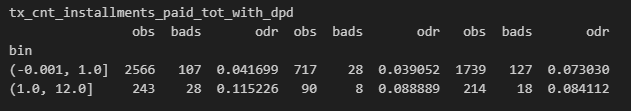 tx_cnt_installments_paid_tot_with_dpd
obs bads odr obs bads odr obs bads odr
bin
(-0.001, 1.0] 2566 107 0.041699 717 28 0.039052 1739 127 0.073030
(1.0, 12.0] 243 28 0.115226 90 8 0.088889 214 18 0.084112